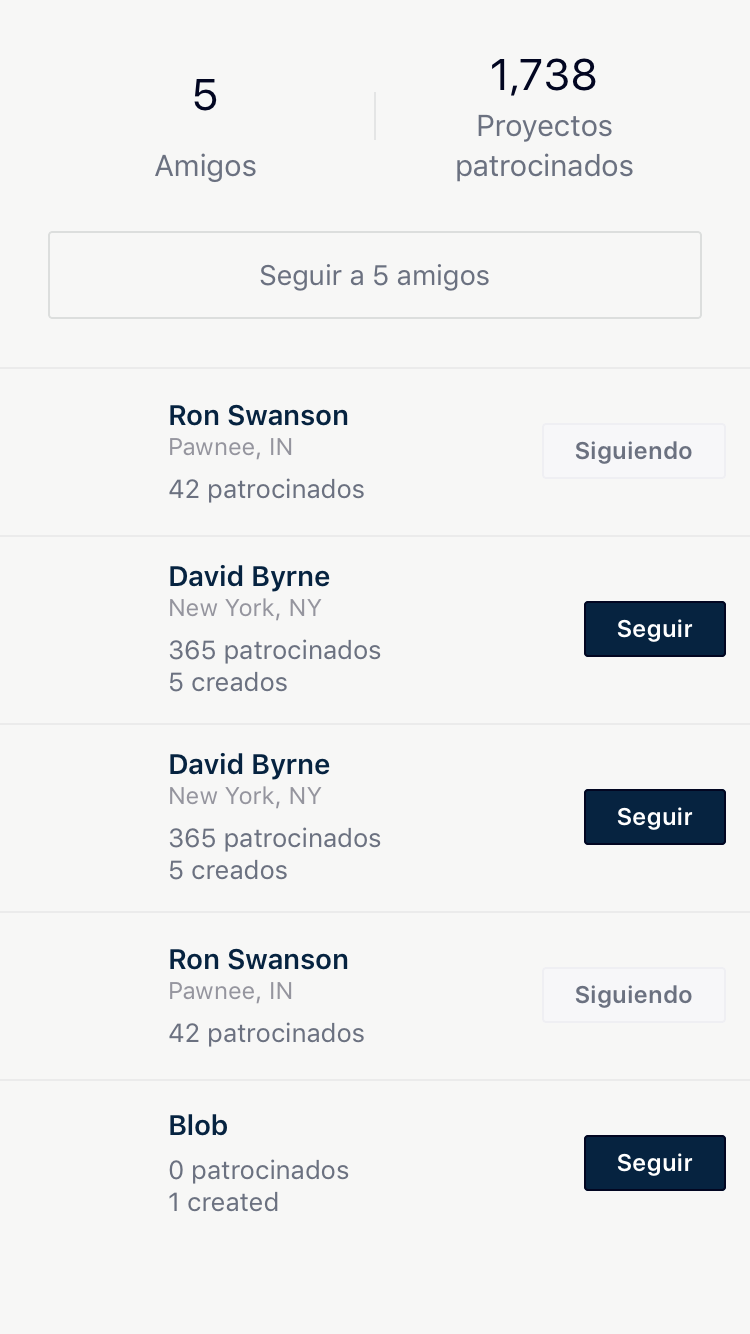 5
Amigos
1,738
Proyectos
patrocinados
Seguir a 5 amigos
Ron Swanson
Pawnee, IN
42 patrocinados
Siguiendo
David Byrne
New York, NY
365 patrocinados
5 creados
Seguir
David Byrne
New York, NY
365 patrocinados
5 creados
Seguir
Ron Swanson
Pawnee, IN
42 patrocinados
Siguiendo
Blob
0 patrocinados
1 created
Seguir